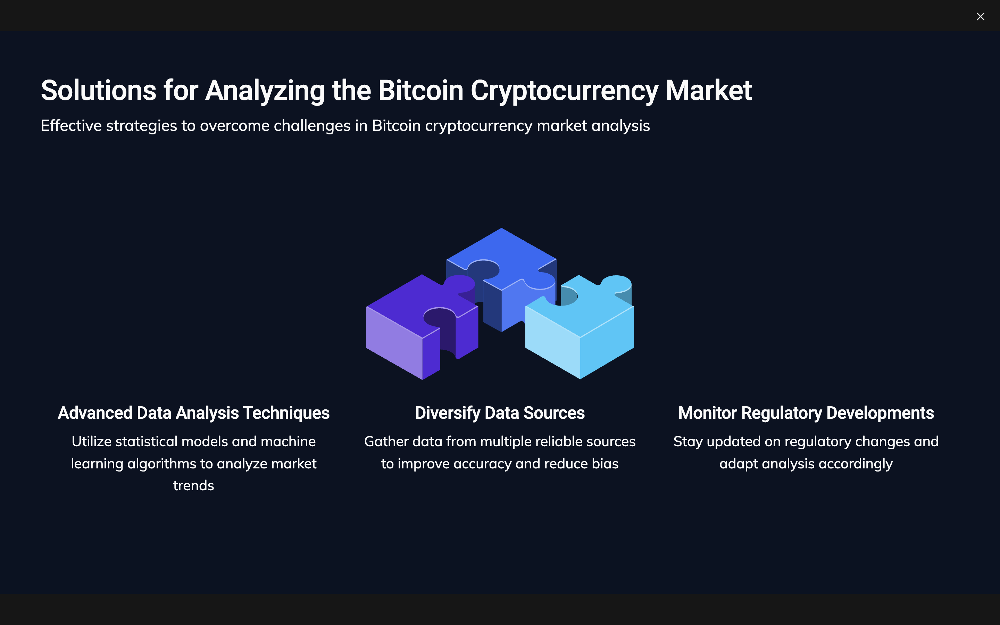 Solutions for Analyzing the Bitcoin Cryptocurrency Market
Effective strategies to overcome challenges in Bitcoin cryptocurrency market analysis
Advanced Data Analysis Techniques
Utilize statistical models and machine
learning algorithms to analyze market
trends
Diversify Data Sources
Gather data from multiple reliable sources
to improve accuracy and reduce bias
Monitor Regulatory Developments
Stay updated on regulatory changes and
adapt analysis accordingly